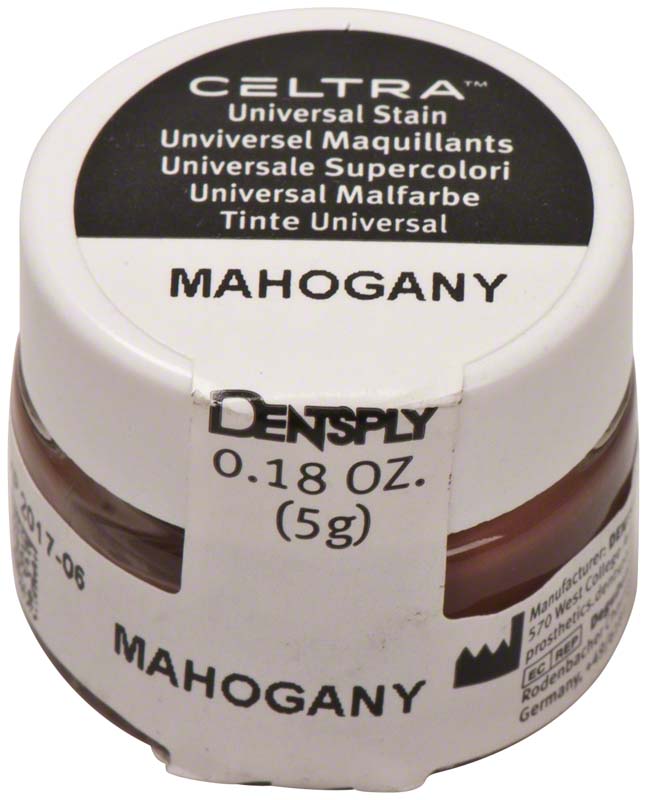 CELTRA™
Universal Stain
Unviversel Maquillants
Universale Supercolori
Universal Malfarbe
Tinte Universal
MAHOGANY
DENTSPLY
0.18 OZ.
(5g)
2017-06
MAHOGANY
Manufacturer:
570 West College
prosthetics.
EC REP
Rodenbacher
Germany,